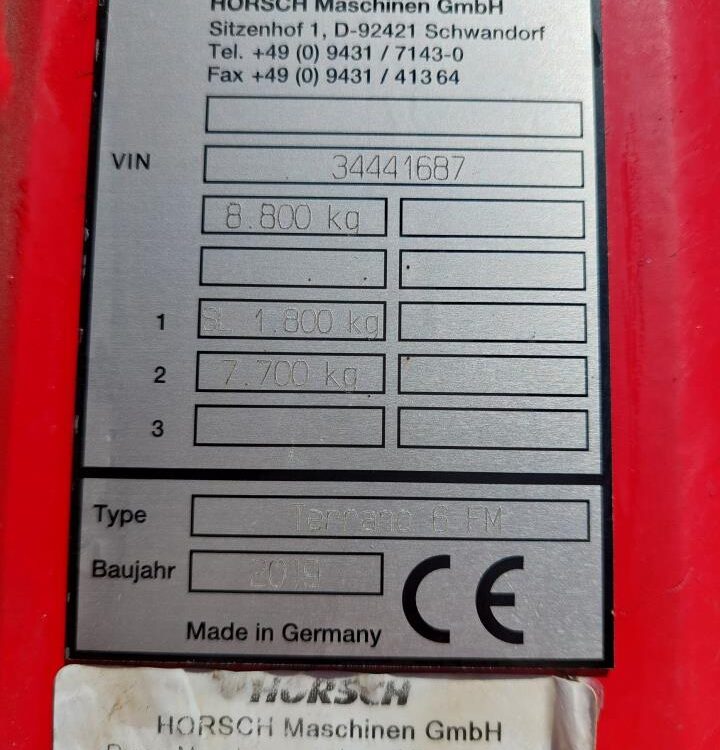 HORSCH Maschinen GmbH
Sitzenhof 1, D-92421 Schwandorf
Tel. +49 (0) 9431 / 7143-0
Fax +49 (0) 9431 / 41364
VIN 34441687
8.800 kg
1 SL 1.800 kg
2 7.700 kg
3
Type Terrano 6 FM
Baujahr 2019
CE
Made in Germany
HORSCH
HORSCH Maschinen GmbH